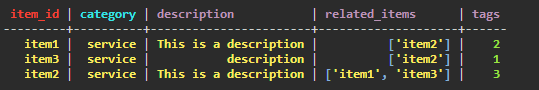 item_id | category | description | related_items | tags
--------+----------+-----------------------+------------------+------
item1 | service | This is a description | ['item2'] | 2
item3 | service | description | ['item2'] | 1
item2 | service | This is a description | ['item1', 'item3'] | 3